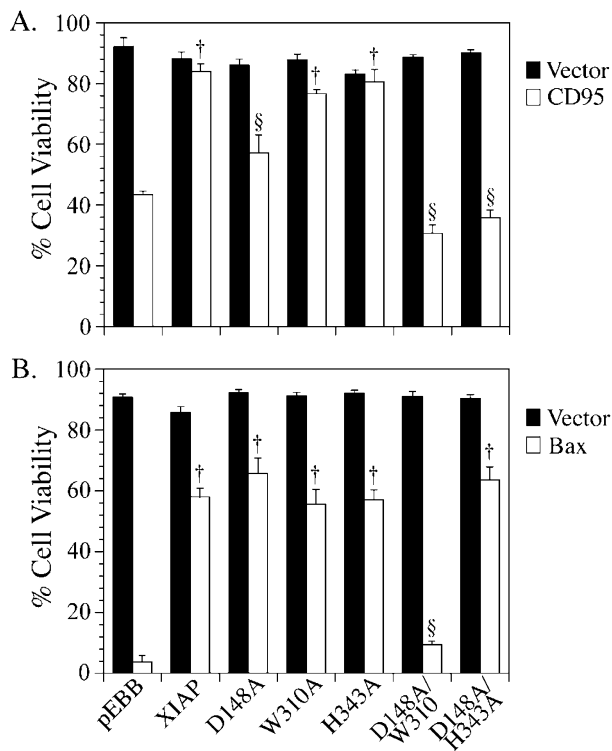 A.
100
80
60
40
20
0
% Cell Viability
† † †
§ § §
Vector
CD95
B.
100
80
60
40
20
0
% Cell Viability
† † † † †
§
Vector
Bax
pEBB
XIAP
D148A
W310A
H343A
D148A/
W310
D148A/
H343A